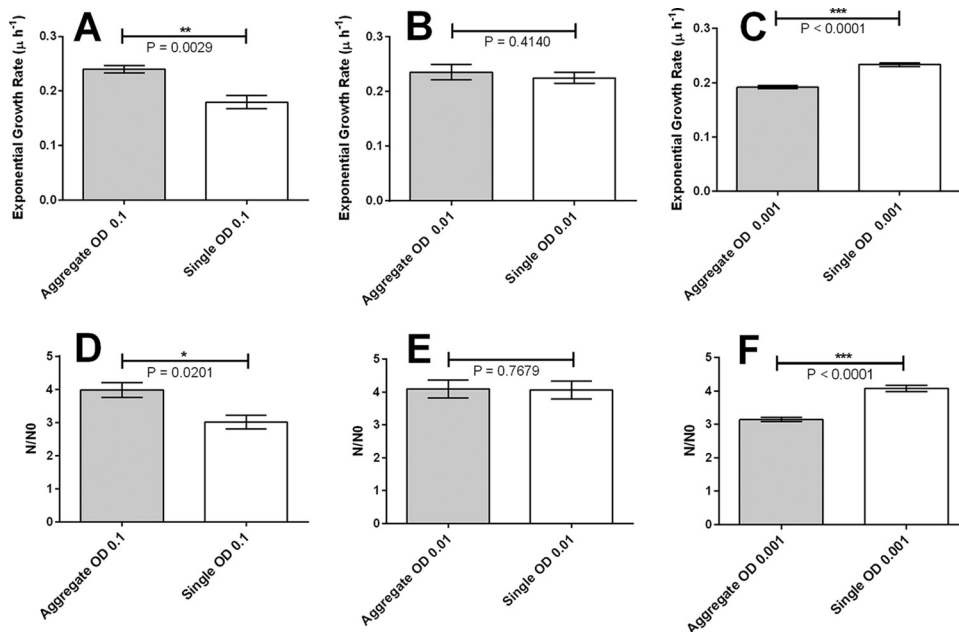 A
**
P = 0.0029
Exponential Growth Rate (μ h⁻¹)
0.3
0.2
0.1
0.0
Aggregate OD 0.1
Single OD 0.1
B
P = 0.4140
Exponential Growth Rate (μ h⁻¹)
0.3
0.2
0.1
0.0
Aggregate OD 0.01
Single OD 0.01
C
***
P < 0.0001
Exponential Growth Rate (μ h⁻¹)
0.3
0.2
0.1
0.0
Aggregate OD 0.001
Single OD 0.001
D
*
P = 0.0201
N/N0
5
4
3
2
1
0
Aggregate OD 0.1
Single OD 0.1
E
P = 0.7679
N/N0
5
4
3
2
1
0
Aggregate OD 0.01
Single OD 0.01
F
***
P < 0.0001
N/N0
5
4
3
2
1
0
Aggregate OD 0.001
Single OD 0.001